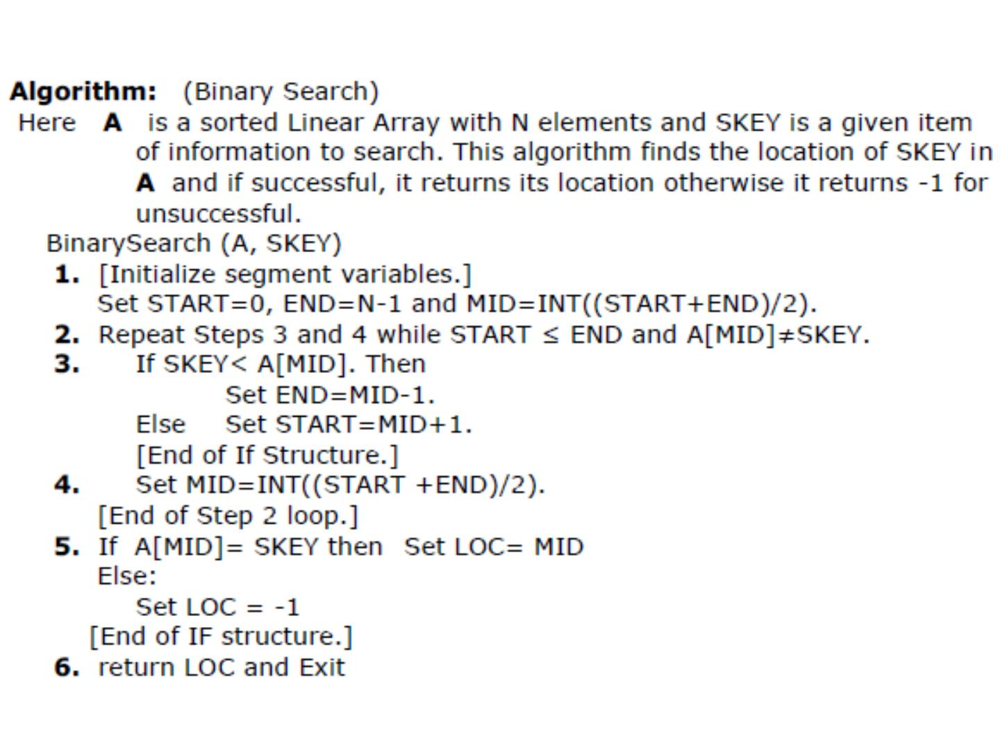 Algorithm: (Binary Search)
Here A is a sorted Linear Array with N elements and SKEY is a given item
of information to search. This algorithm finds the location of SKEY in
A and if successful, it returns its location otherwise it returns -1 for
unsuccessful.
BinarySearch (A, SKEY)
1. [Initialize segment variables.]
Set START=0, END=N-1 and MID=INT((START+END)/2).
2. Repeat Steps 3 and 4 while START ≤ END and A[MID]≠SKEY.
3. If SKEY< A[MID]. Then
Set END=MID-1.
Else Set START=MID+1.
[End of If Structure.]
4. Set MID=INT((START +END)/2).
[End of Step 2 loop.]
5. If A[MID]= SKEY then Set LOC= MID
Else:
Set LOC = -1
[End of IF structure.]
6. return LOC and Exit